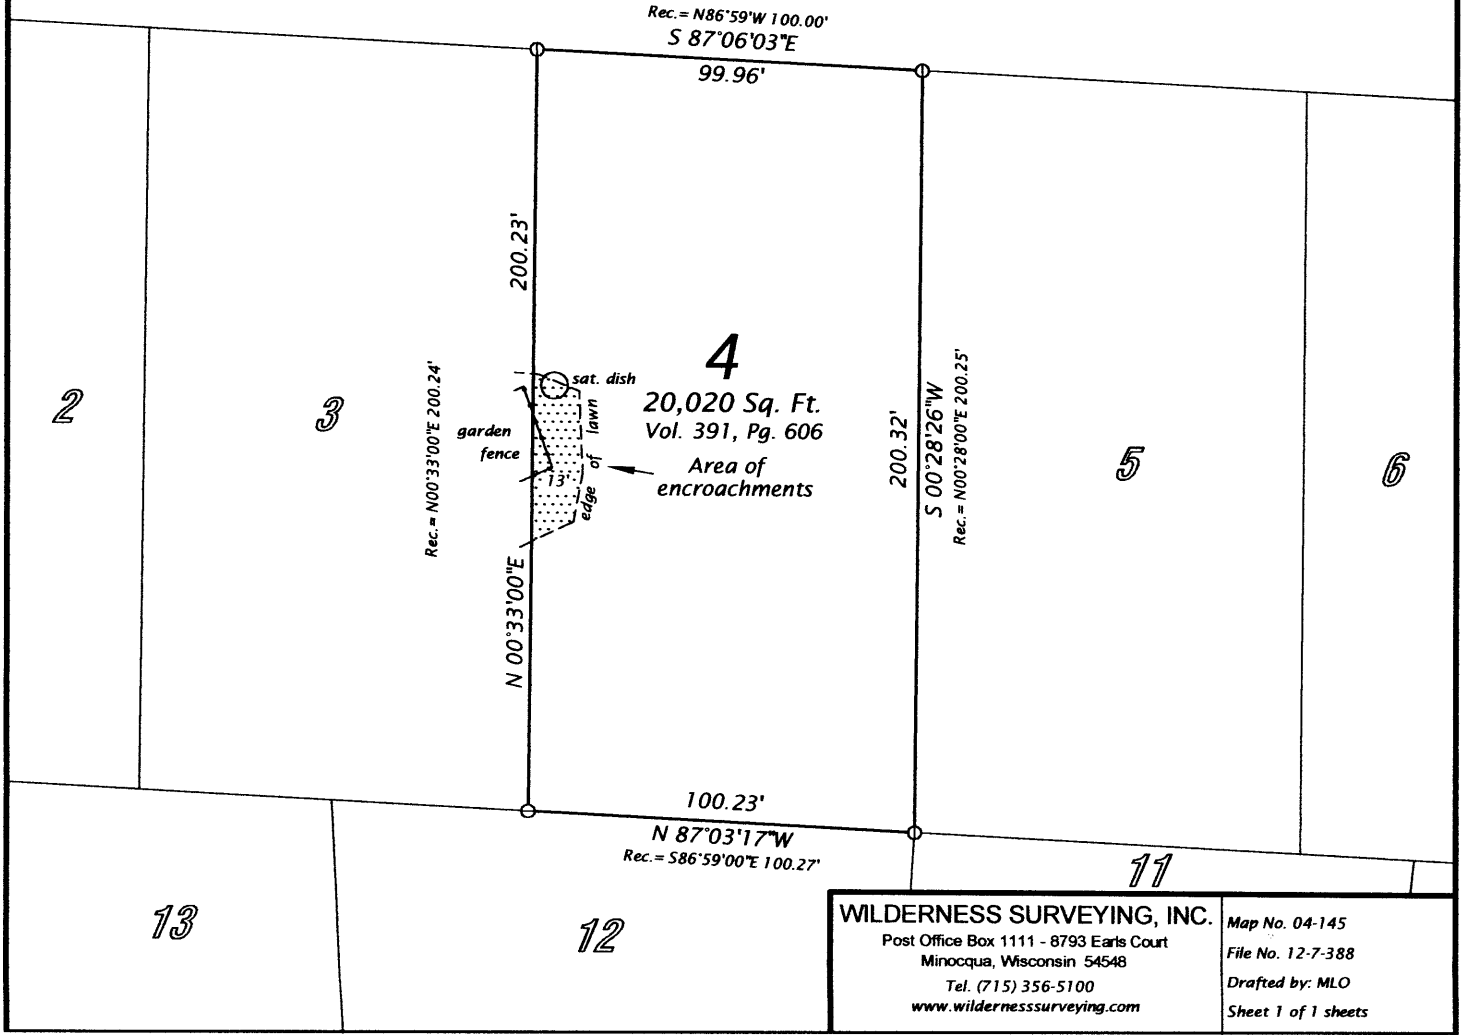 Rec.= N86°59'W 100.00'
S 87°06'03"E
99.96'
200.23'
Rec.= N00°33'00"E 200.24'
N 00°33'00"E
2
3
4
20,020 Sq. Ft.
Vol. 391, Pg. 606
sat. dish
garden
fence
13'
edge of lawn
Area of
encroachments
200.32'
S 00°28'26"W
Rec.= N00°28'00"E 200.25'
5
6
100.23'
N 87°03'17"W
Rec.= S86°59'00"E 100.27'
13
12
11
WILDERNESS SURVEYING, INC.
Post Office Box 1111 - 8793 Earls Court
Minocqua, Wisconsin 54548
Tel. (715) 356-5100
www.wildernesssurveying.com
Map No. 04-145
File No. 12-7-388
Drafted by: MLO
Sheet 1 of 1 sheets